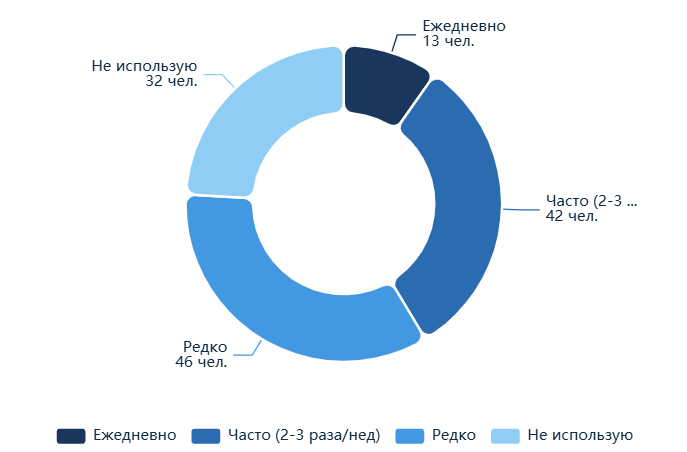 Ежедневно
13 чел.
Не использую
32 чел.
Часто (2-3 ...
42 чел.
Редко
46 чел.
Ежедневно
Часто (2-3 раза/нед)
Редко
Не использую